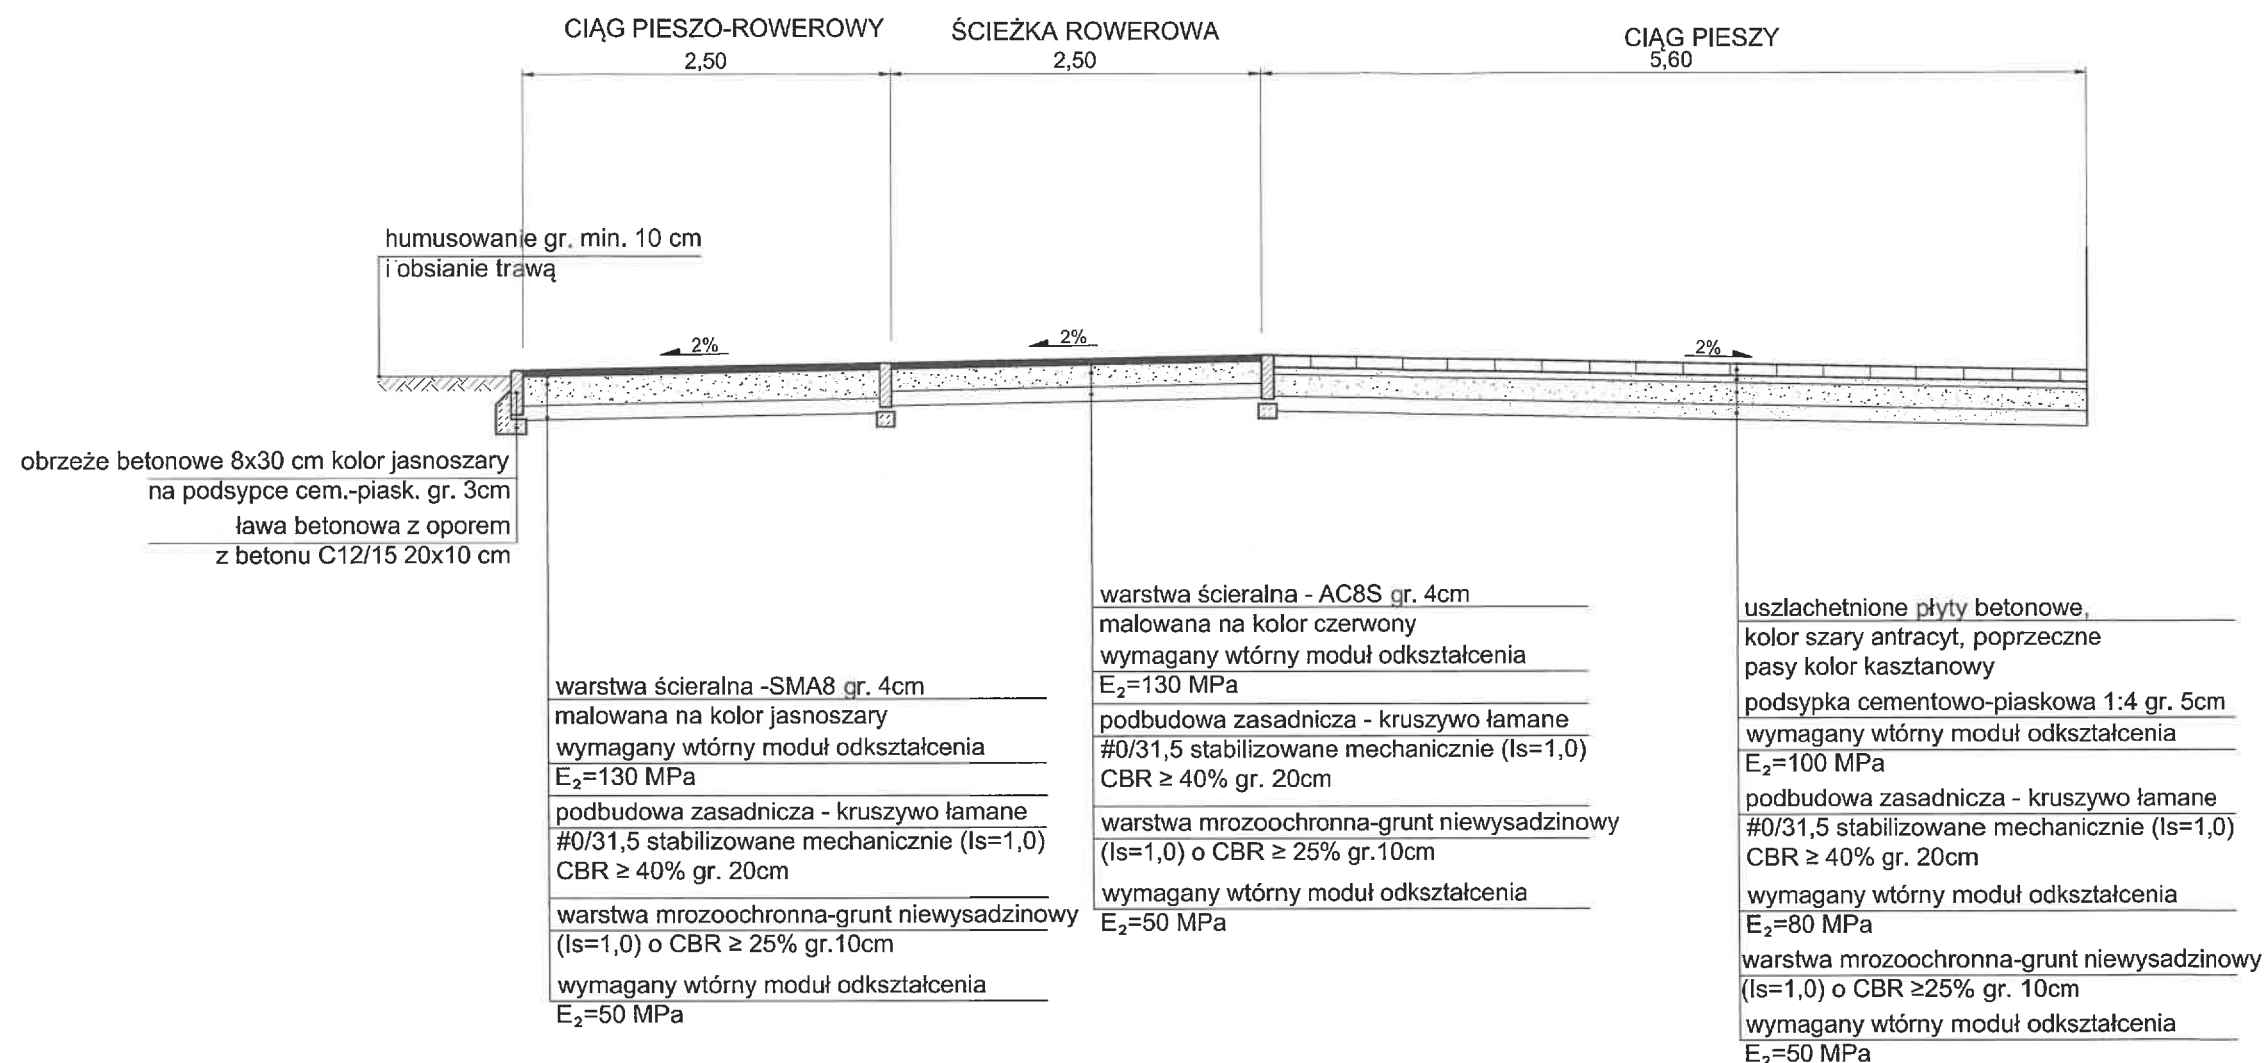 CIĄG PIESZO-ROWEROWY
2,50
ŚCIEŻKA ROWEROWA
2,50
CIĄG PIESZY
5,60
humusowanie gr. min. 10 cm
i obsianie trawą
2%
2%
2%
obrzeże betonowe 8x30 cm kolor jasnoszary
na podsypce cem.-piask. gr. 3cm
ława betonowa z oporem
z betonu C12/15 20x10 cm
warstwa ścieralna -SMA8 gr. 4cm
malowana na kolor jasnoszary
wymagany wtórny moduł odkształcenia
E₂=130 MPa
podbudowa zasadnicza - kruszywo łamane
#0/31,5 stabilizowane mechanicznie (Is=1,0)
CBR ≥ 40% gr. 20cm
warstwa mrozoochronna-grunt niewysadzinowy
(Is=1,0) o CBR ≥ 25% gr.10cm
wymagany wtórny moduł odkształcenia
E₂=50 MPa
warstwa ścieralna - AC8S gr. 4cm
malowana na kolor czerwony
wymagany wtórny moduł odkształcenia
E₂=130 MPa
podbudowa zasadnicza - kruszywo łamane
#0/31,5 stabilizowane mechanicznie (Is=1,0)
CBR ≥ 40% gr. 20cm
warstwa mrozoochronna-grunt niewysadzinowy
(Is=1,0) o CBR ≥ 25% gr.10cm
wymagany wtórny moduł odkształcenia
E₂=50 MPa
uszlachetnione płyty betonowe,
kolor szary antracyt, poprzeczne
pasy kolor kasztanowy
podsypka cementowo-piaskowa 1:4 gr. 5cm
wymagany wtórny moduł odkształcenia
E₂=100 MPa
podbudowa zasadnicza - kruszywo łamane
#0/31,5 stabilizowane mechanicznie (Is=1,0)
CBR ≥ 40% gr. 20cm
wymagany wtórny moduł odkształcenia
E₂=80 MPa
warstwa mrozoochronna-grunt niewysadzinowy
(Is=1,0) o CBR ≥25% gr. 10cm
wymagany wtórny moduł odkształcenia
E₂=50 MPa